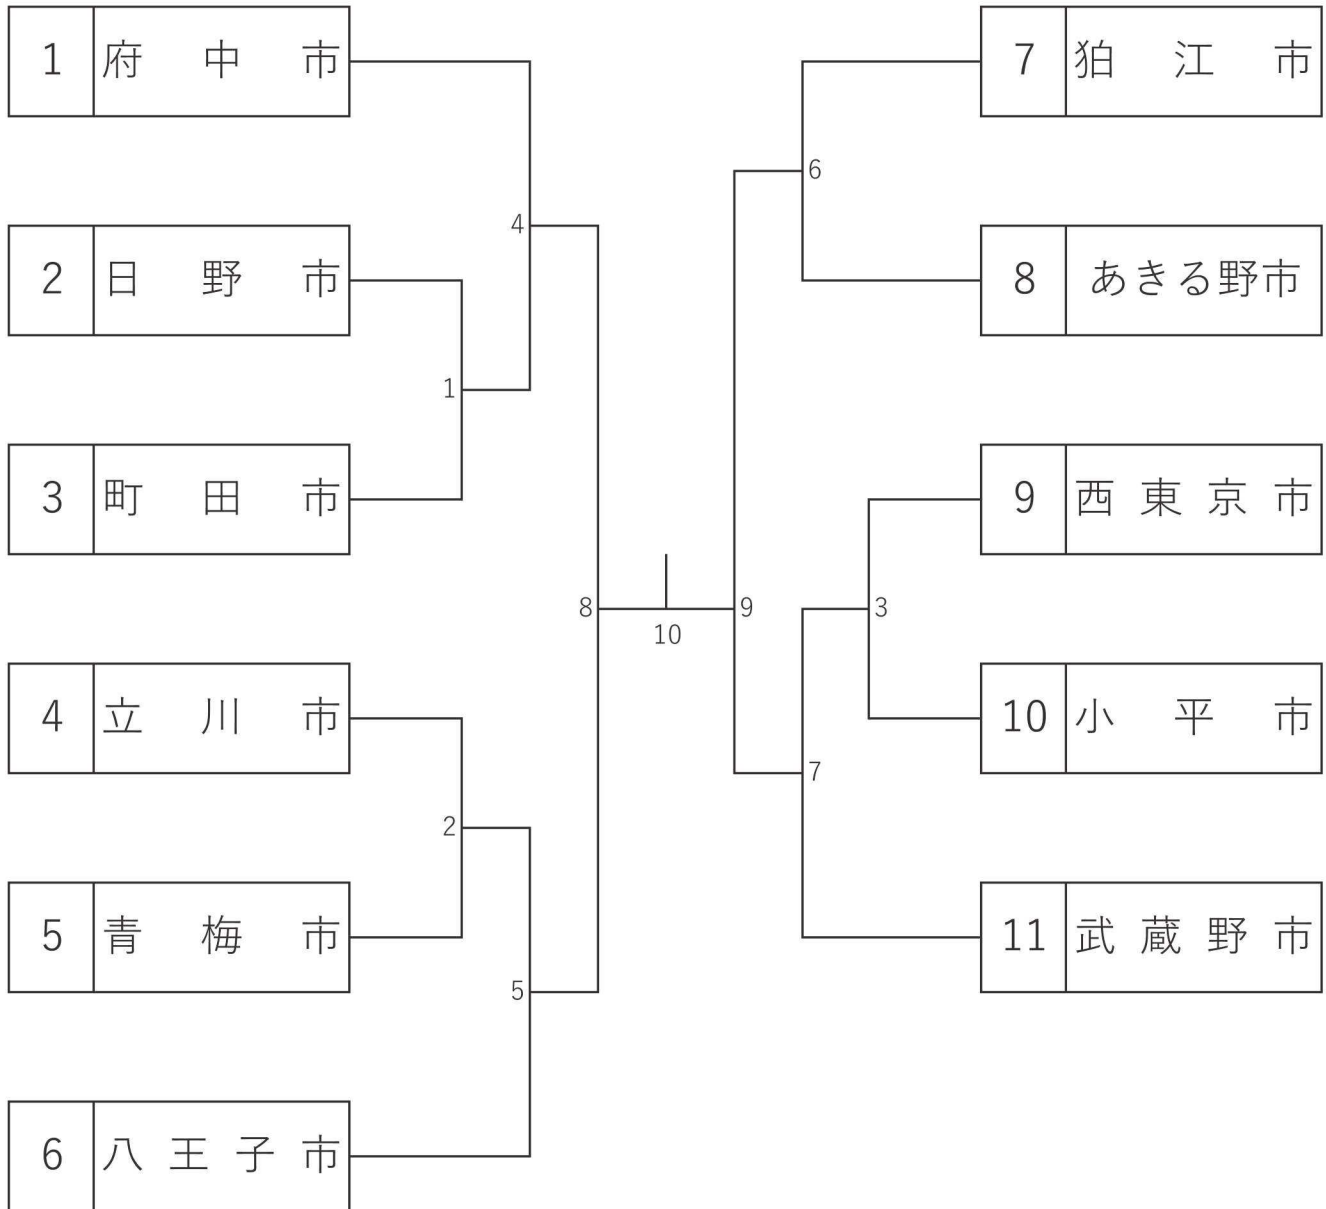 1 府中市
4
2 日野市
1
3 町田市
8
10
4 立川市
2
5 青梅市
5
6 八王子市
7 狛江市
6
8 あきる野市
9
9 西東京市
3
10 小平市
7
11 武蔵野市